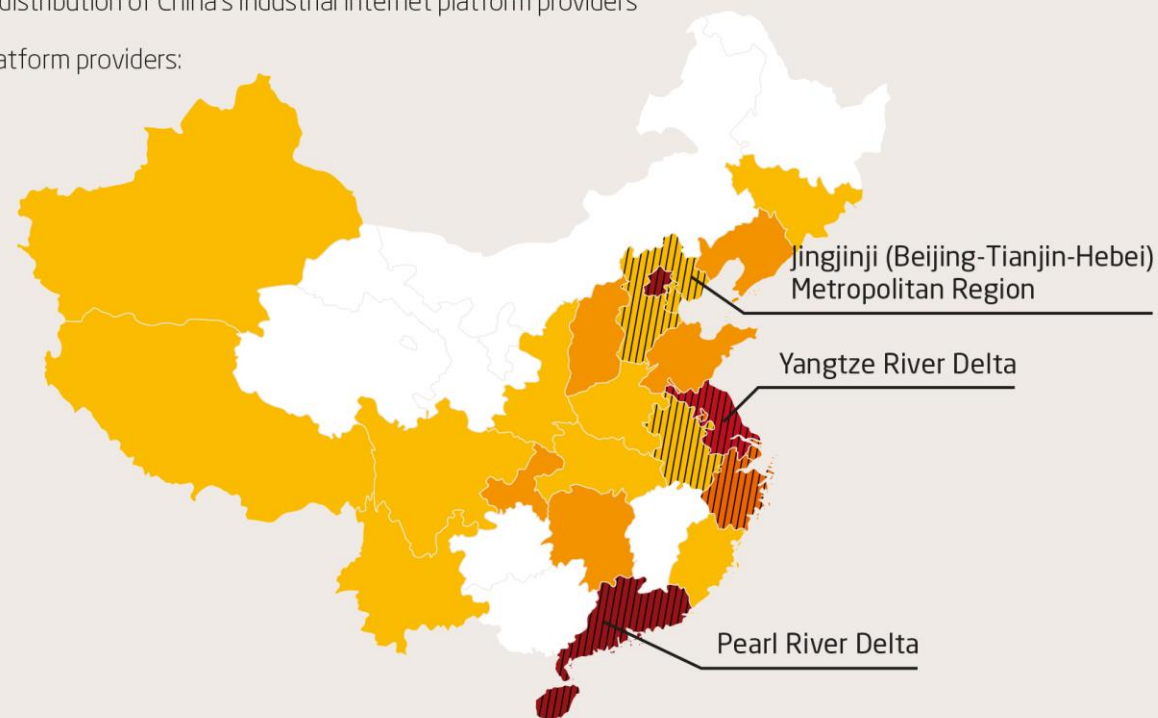 distribution of China's industrial internet platform providers
atform providers:
Jingjinji (Beijing-Tianjin-Hebei)
Metropolitan Region
Yangtze River Delta
Pearl River Delta